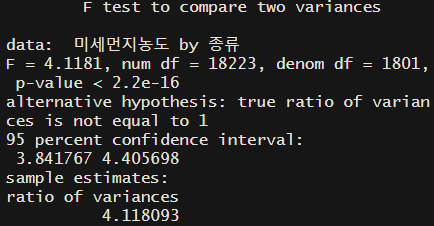 F test to compare two variances
data:  미세먼지농도 by 종류
F = 4.1181, num df = 18223, denom df = 1801,
 p-value < 2.2e-16
alternative hypothesis: true ratio of varian
ces is not equal to 1
95 percent confidence interval:
 3.841767 4.405698
sample estimates:
ratio of variances
          4.118093